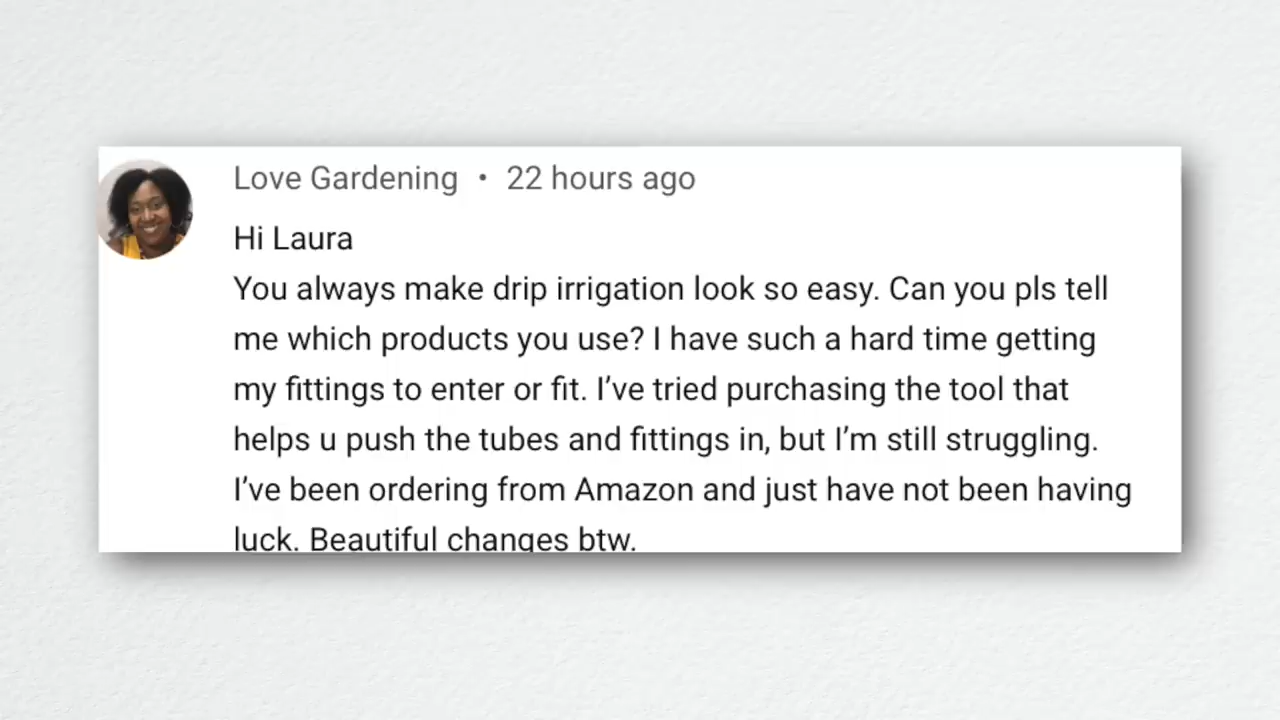 Love Gardening • 22 hours ago
Hi Laura
You always make drip irrigation look so easy. Can you pls tell
me which products you use? I have such a hard time getting
my fittings to enter or fit. I’ve tried purchasing the tool that
helps u push the tubes and fittings in, but I’m still struggling.
I’ve been ordering from Amazon and just have not been having
luck. Beautiful changes btw.